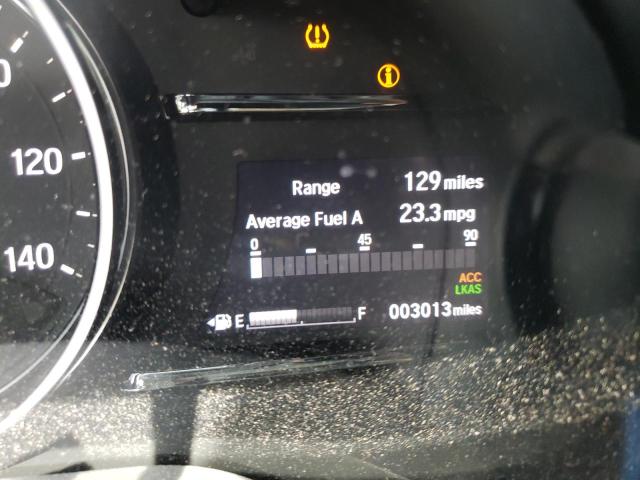 120
140
Range 129 miles
Average Fuel A 23.3 mpg
0 45 90
ACC
LKAS
E F 003013 miles